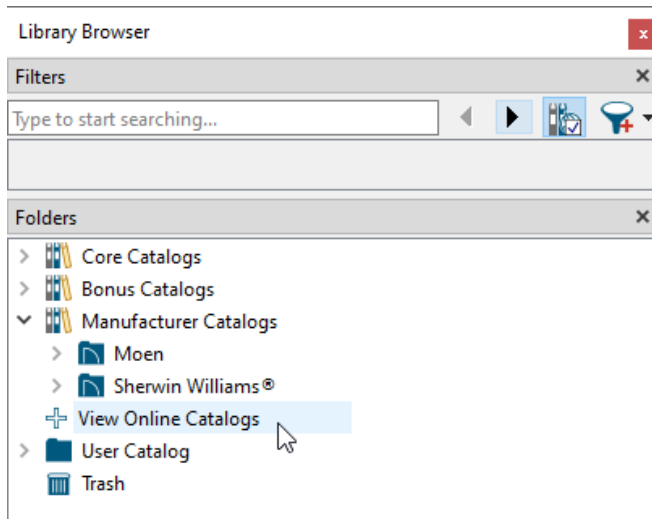 Library Browser
x
Filters
Type to start searching...
Folders
Core Catalogs
Bonus Catalogs
Manufacturer Catalogs
Moen
Sherwin Williams®
View Online Catalogs
User Catalog
Trash